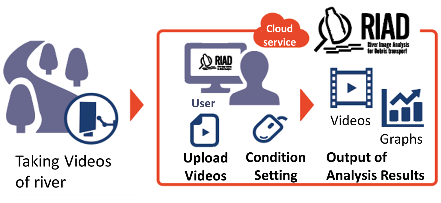 Taking Videos
of river
Cloud
service
RIAD
River Image Analysis
for Debris transport
RIAD
User
Upload
Videos
Condition
Setting
Videos
Graphs
Output of
Analysis Results